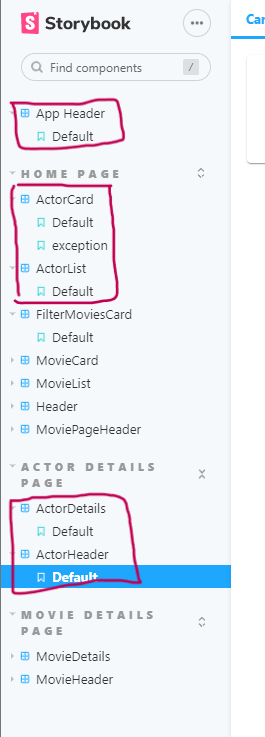 Storybook
Find components /
App Header
Default
HOME PAGE
ActorCard
Default
exception
ActorList
Default
FilterMoviesCard
Default
MovieCard
MovieList
Header
MoviePageHeader
ACTOR DETAILS
PAGE
ActorDetails
Default
ActorHeader
Default
MOVIE DETAILS
PAGE
MovieDetails
MovieHeader